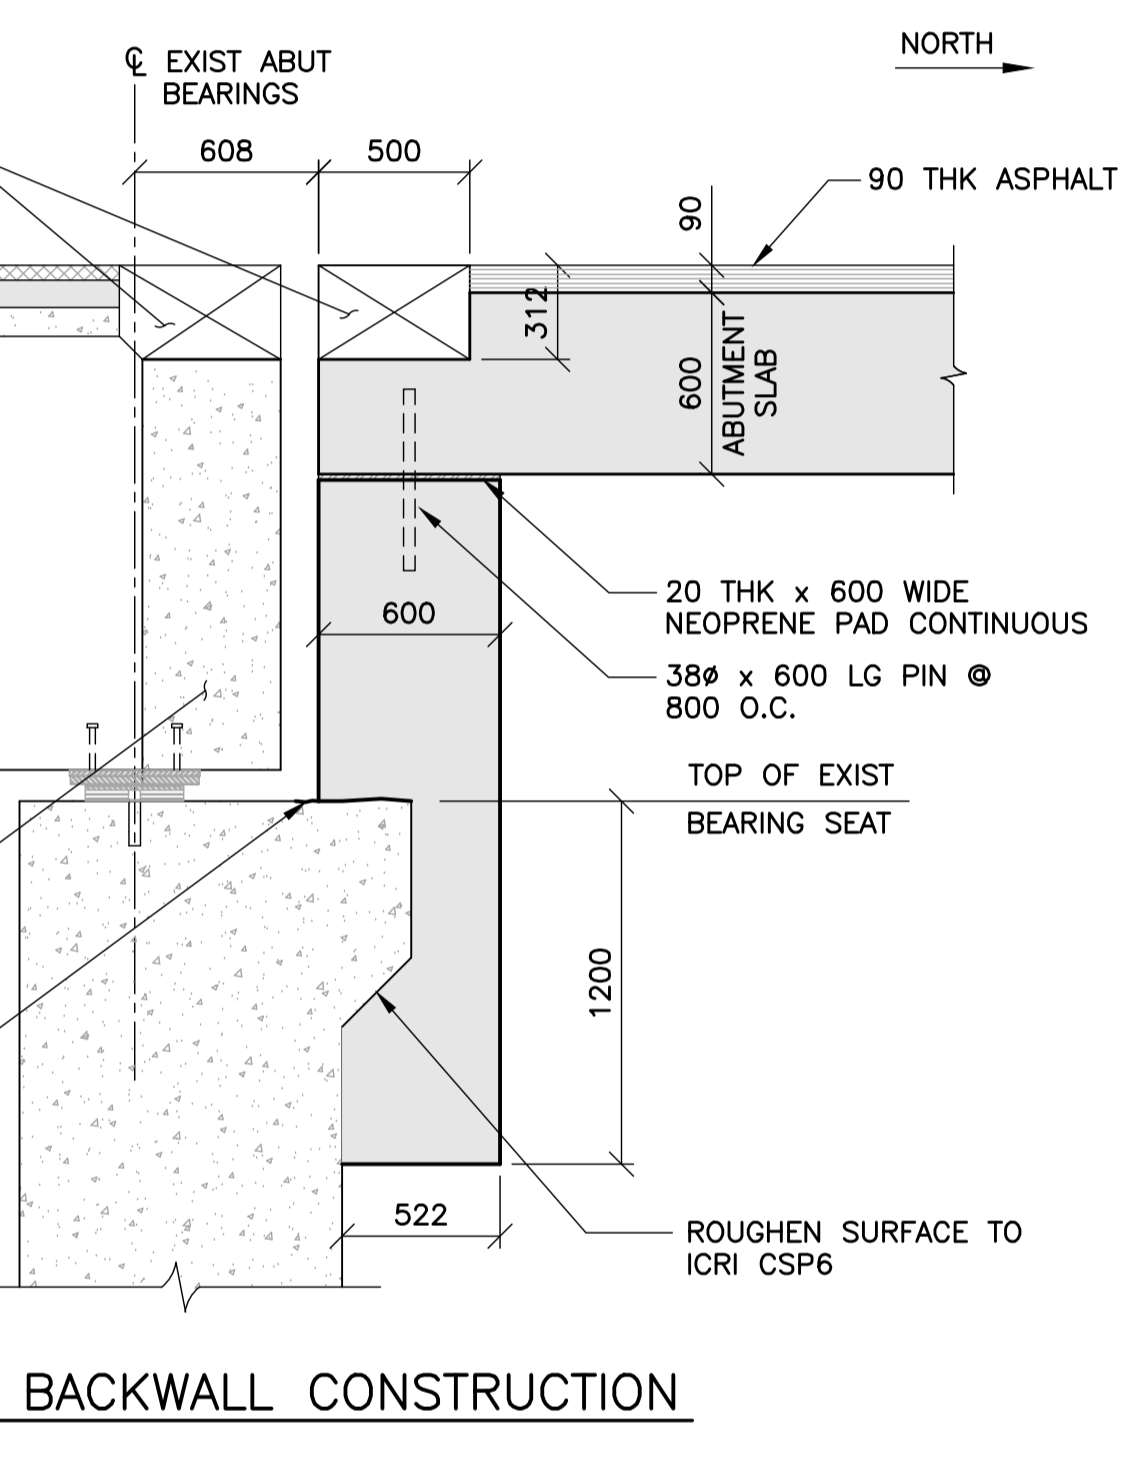 NORTH
℄ EXIST ABUT
BEARINGS
608
500
90 THK ASPHALT
90
312
600
ABUTMENT
SLAB
20 THK x 600 WIDE
NEOPRENE PAD CONTINUOUS
600
38ø x 600 LG PIN @
800 O.C.
TOP OF EXIST
BEARING SEAT
1200
522
ROUGHEN SURFACE TO
ICRI CSP6
BACKWALL CONSTRUCTION